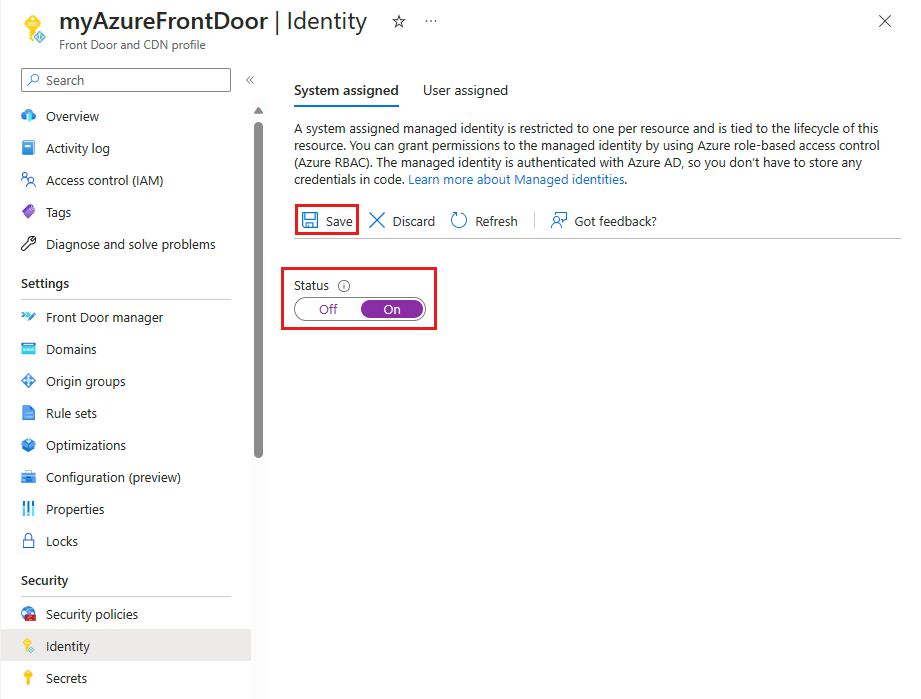 myAzureFrontDoor | Identity
Front Door and CDN profile
Search
Overview
Activity log
Access control (IAM)
Tags
Diagnose and solve problems
Settings
Front Door manager
Domains
Origin groups
Rule sets
Optimizations
Configuration (preview)
Properties
Locks
Security
Security policies
Identity
Secrets
System assigned User assigned
A system assigned managed identity is restricted to one per resource and is tied to the lifecycle of this
resource. You can grant permissions to the managed identity by using Azure role-based access control
(Azure RBAC). The managed identity is authenticated with Azure AD, so you don't have to store any
credentials in code. Learn more about Managed identities.
Save Discard Refresh Got feedback?
Status
Off On